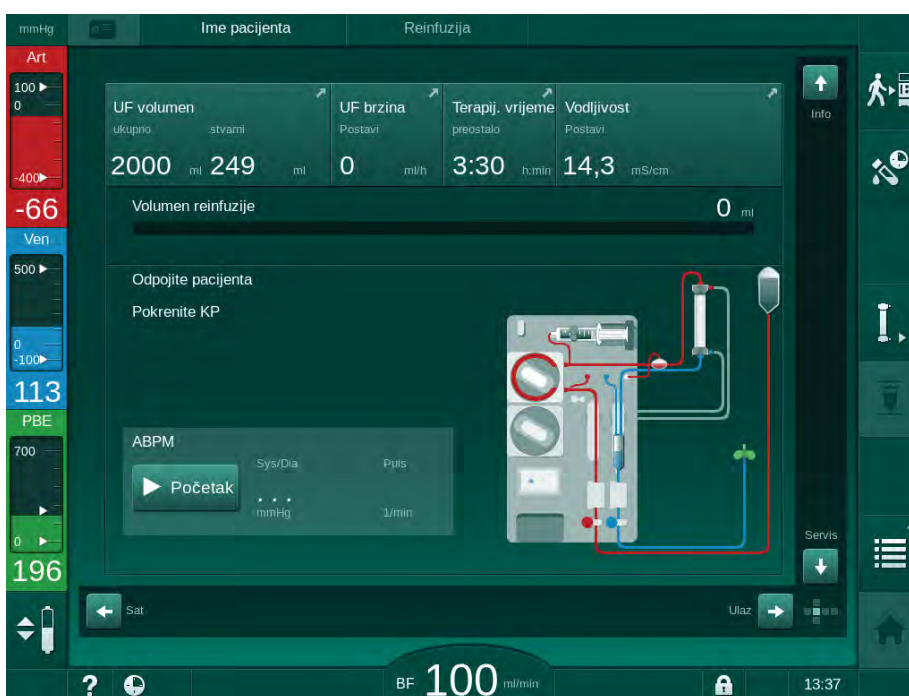 mmHg Ime pacijenta Reinfuzija
Art
100
0
-400
-66
Ven
500
0
-100
113
PBE
700
0
196
UF volumen UF brzina Terapij. vrijeme Vodljivost
ukupno stvarni Postavi preostalo Postavi
2000 ml 249 ml 0 ml/h 3:30 h:min 14,3 mS/cm
Volumen reinfuzije 0 ml
Odpojite pacijenta
Pokrenite KP
ABPM
Sys/Dia Puls
Početak . . .
mmHg 1/min
Info
Servis
Sat Ulaz
? BF 100 ml/min 13:37